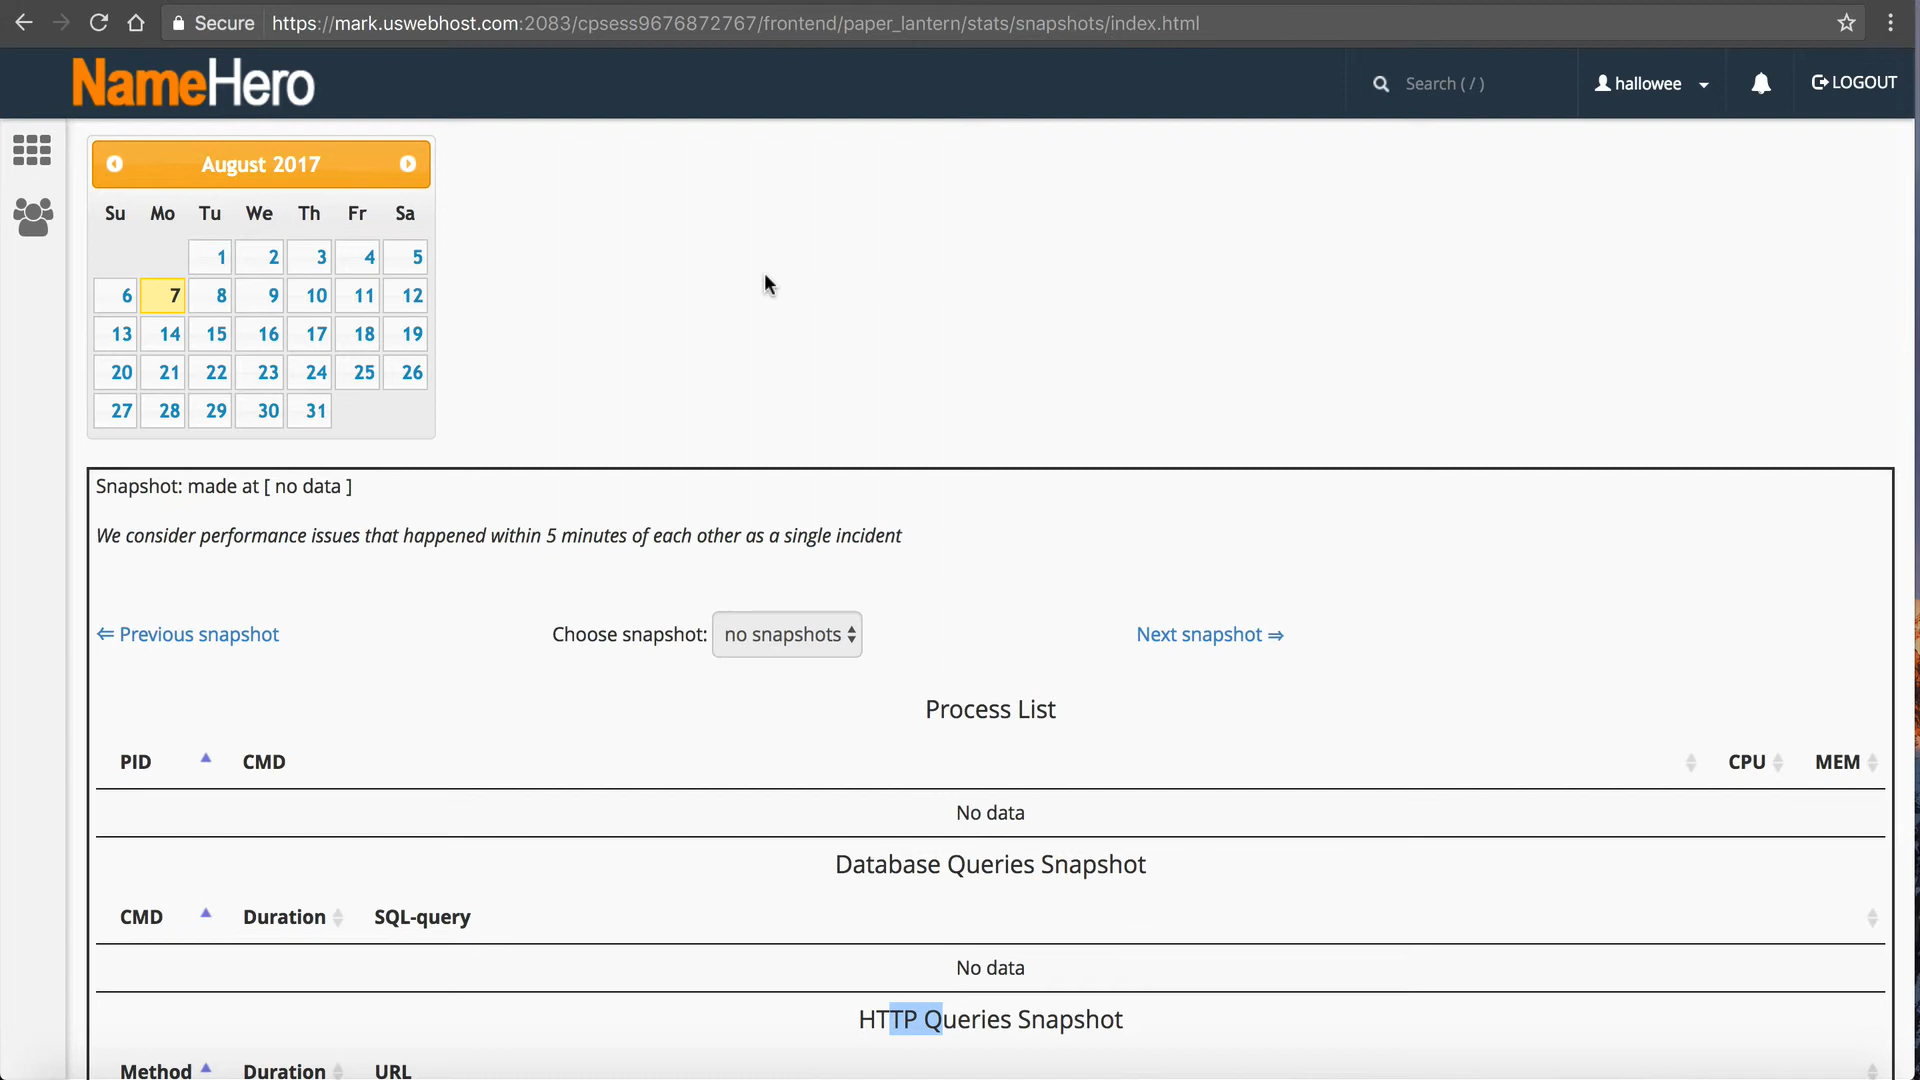 Secure https://mark.uswebhost.com:2083/cpsess9676872767/frontend/paper_lantern/stats/snapshots/index.html
NameHero Search ( / ) hallowee LOGOUT
August 2017
Su Mo Tu We Th Fr Sa
1 2 3 4 5
6 7 8 9 10 11 12
13 14 15 16 17 18 19
20 21 22 23 24 25 26
27 28 29 30 31
Snapshot: made at [ no data ]
We consider performance issues that happened within 5 minutes of each other as a single incident
⇐ Previous snapshot Choose snapshot: no snapshots Next snapshot ⇒
Process List
PID CMD CPU MEM
No data
Database Queries Snapshot
CMD Duration SQL-query
No data
HTTP Queries Snapshot
Method Duration URL